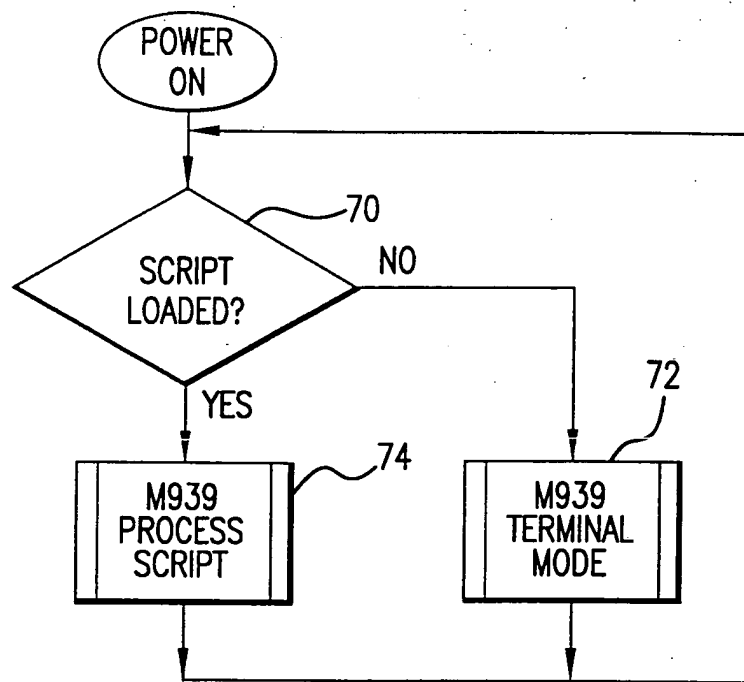 POWER
ON
70
SCRIPT
LOADED?
NO
YES
72
74
M939
PROCESS
SCRIPT
M939
TERMINAL
MODE